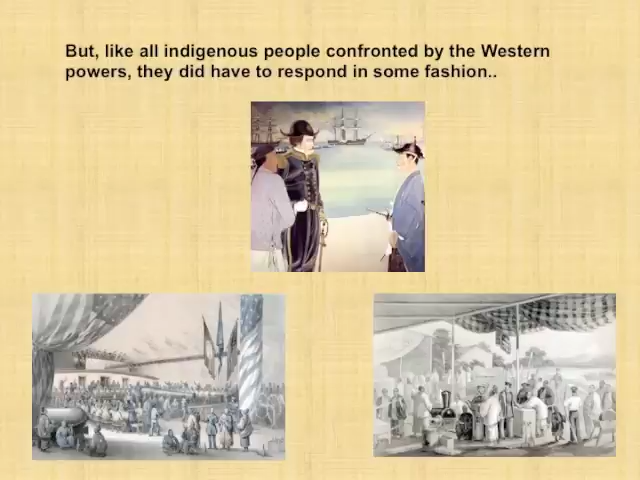 But, like all indigenous people confronted by the Western
powers, they did have to respond in some fashion..